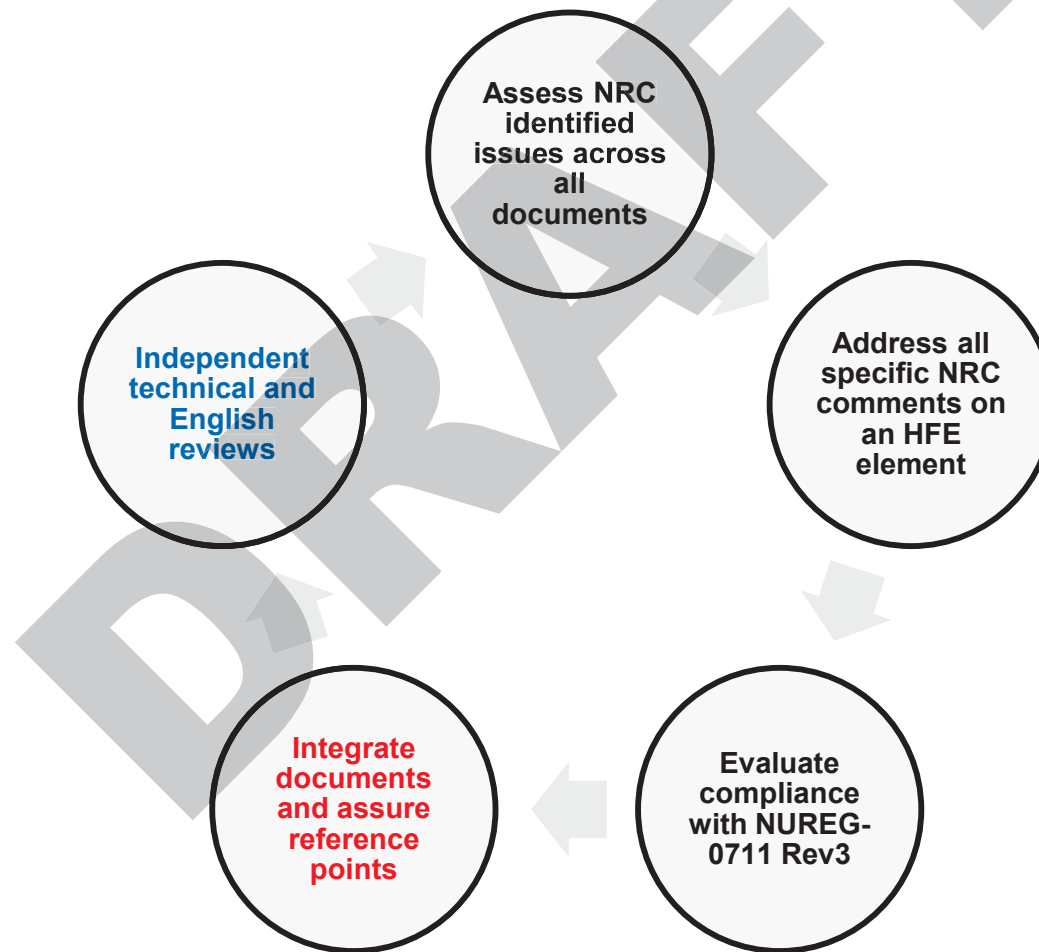 Assess NRC
identified
issues across
all
documents
Address all
specific NRC
comments on
an HFE
element
Evaluate
compliance
with NUREG-
0711 Rev3
Integrate
documents
and assure
reference
points
Independent
technical and
English
reviews
DRAFT